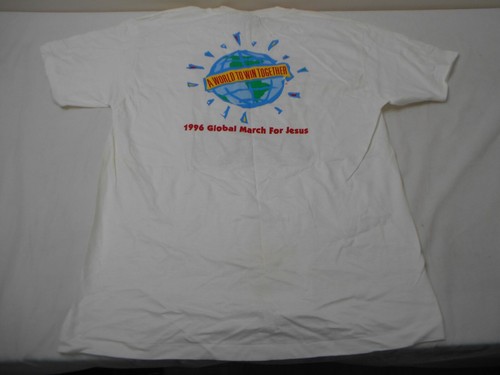 A WORLD TO WIN TOGETHER
1996 Global March For Jesus